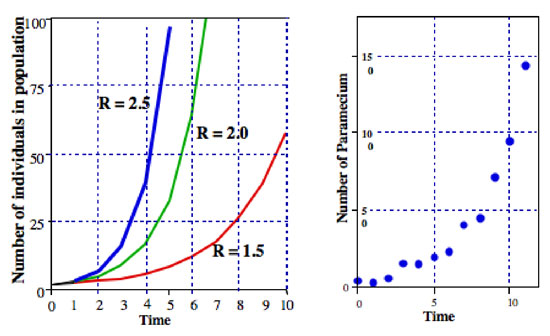 Number of individuals in population
100
75
50
25
0
R = 2.5
R = 2.0
R = 1.5
0 1 2 3 4 5 6 7 8 9 10
Time
Number of Paramecium
15
0
10
0
5
0
0
0 5 10
Time